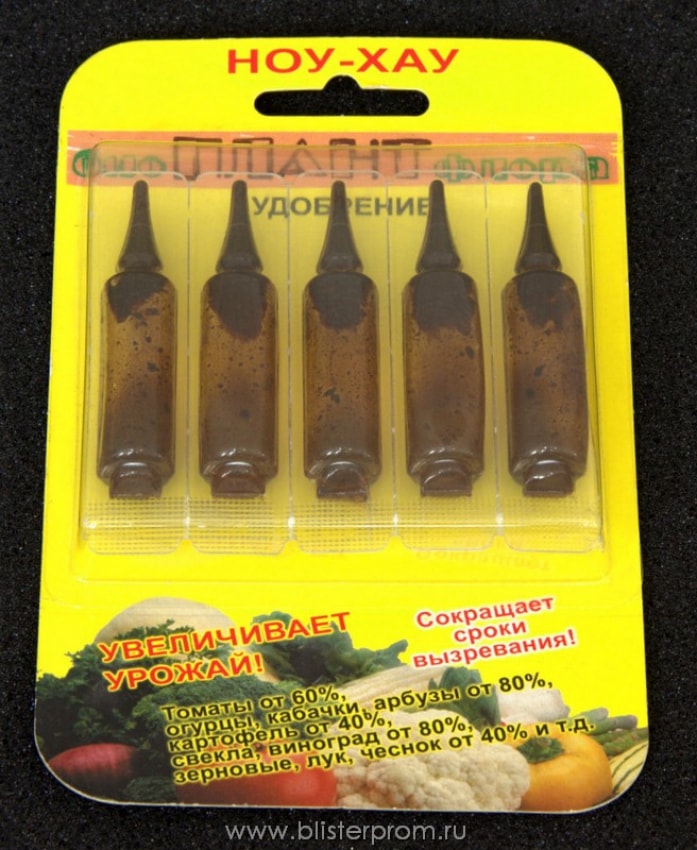 НОУ-ХАУ
ПЛАНТ
УДОБРЕНИЕ
УВЕЛИЧИВАЕТ
УРОЖАЙ!
Сокращает
сроки
вызревания!
Томаты от 60%,
огурцы, кабачки, арбузы от 80%,
картофель от 40%,
свекла, виноград от 80%,
зерновые, лук, чеснок от 40% и т.д.
www.blisterprom.ru